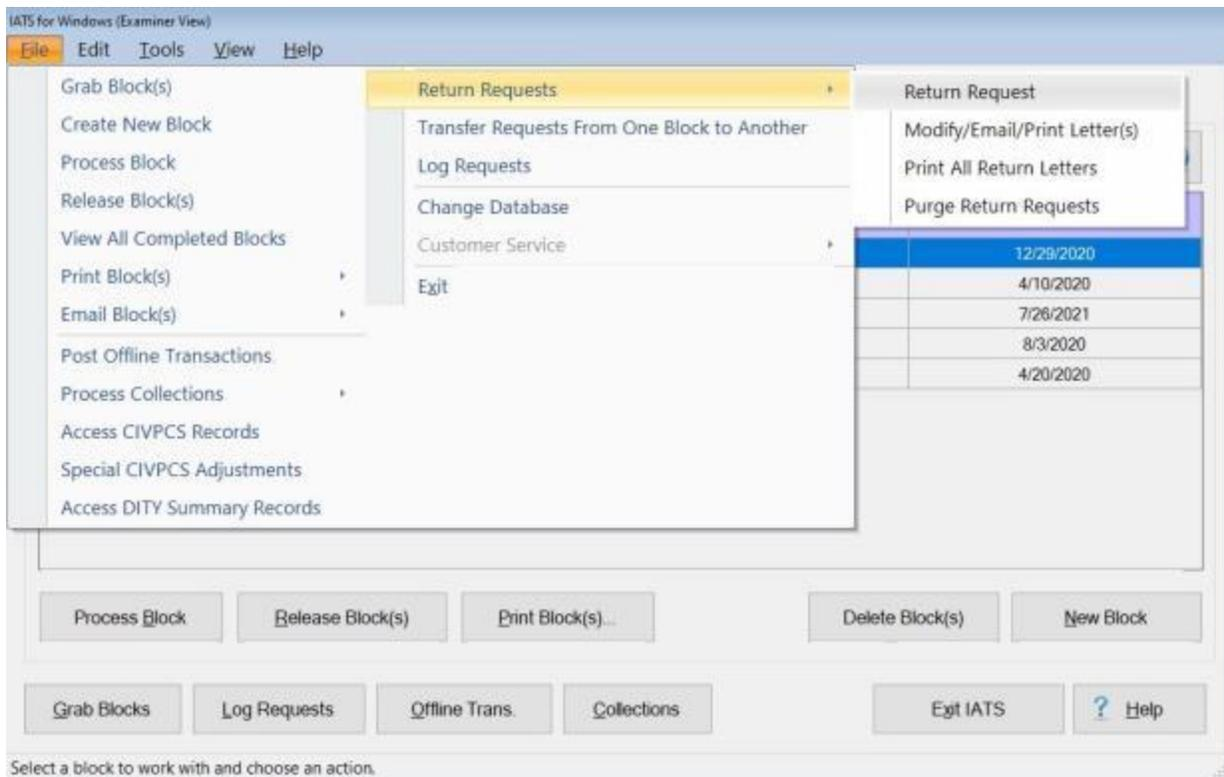 IATS for Windows (Examiner View)
File Edit Tools View Help
Grab Block(s)
Create New Block
Process Block
Release Block(s)
View All Completed Blocks
Print Block(s)
Email Block(s)
Post Offline Transactions
Process Collections
Access CIVPCS Records
Special CIVPCS Adjustments
Access DITY Summary Records
Return Requests
Transfer Requests From One Block to Another
Log Requests
Change Database
Customer Service
Exit
Return Request
Modify/Email/Print Letter(s)
Print All Return Letters
Purge Return Requests
12/29/2020
4/10/2020
7/26/2021
8/3/2020
4/20/2020
Process Block Release Block(s) Print Block(s)... Delete Block(s) New Block
Grab Blocks Log Requests Offline Trans. Collections Exit IATS ? Help
Select a block to work with and choose an action.